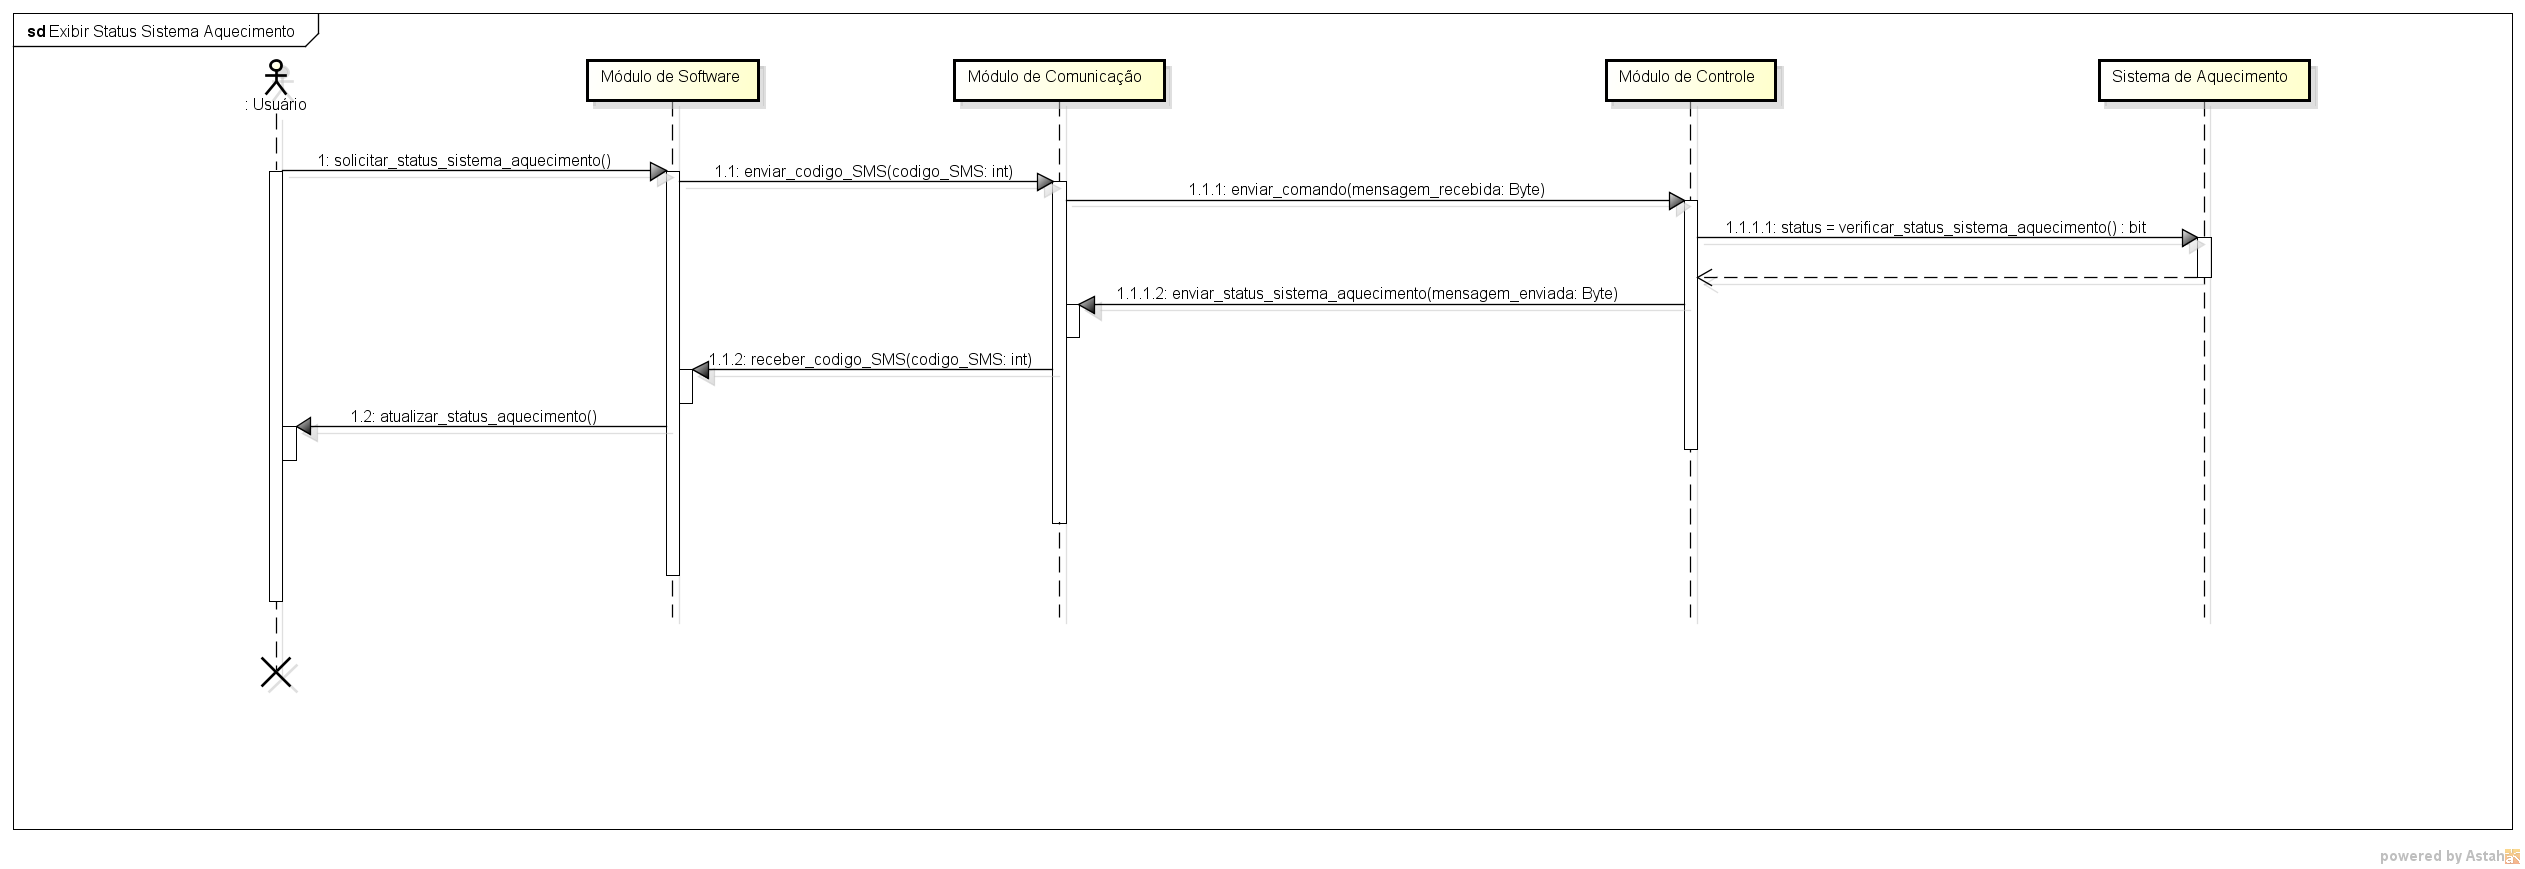 sd Exibir Status Sistema Aquecimento
: Usuário
Módulo de Software
Módulo de Comunicação
Módulo de Controle
Sistema de Aquecimento
1: solicitar_status_sistema_aquecimento()
1.1: enviar_codigo_SMS(codigo_SMS: int)
1.1.1: enviar_comando(mensagem_recebida: Byte)
1.1.1.1: status = verificar_status_sistema_aquecimento() : bit
1.1.1.2: enviar_status_sistema_aquecimento(mensagem_enviada: Byte)
1.1.2: receber_codigo_SMS(codigo_SMS: int)
1.2: atualizar_status_aquecimento()
powered by Astah